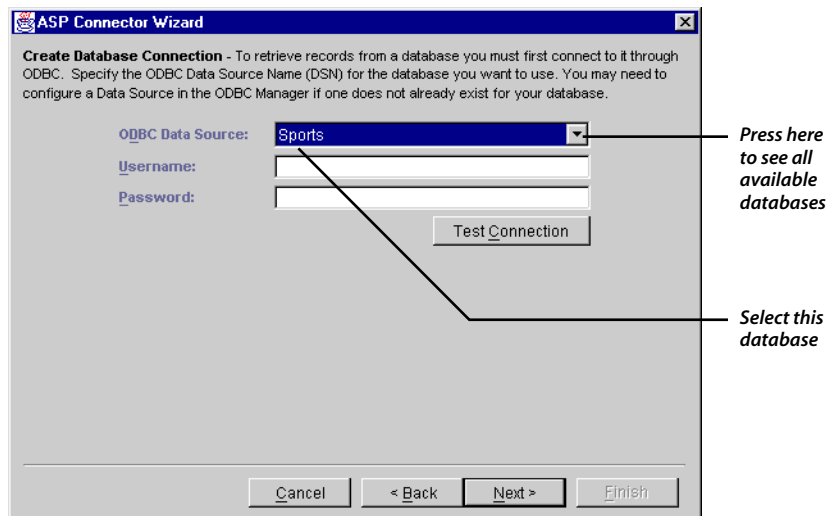 ASP Connector Wizard
Create Database Connection - To retrieve records from a database you must first connect to it through
ODBC. Specify the ODBC Data Source Name (DSN) for the database you want to use. You may need to
configure a Data Source in the ODBC Manager if one does not already exist for your database.
ODBC Data Source:
Sports
Press here
to see all
available
databases
Username:
Password:
Test Connection
Select this
database
Cancel
< Back
Next >
Finish